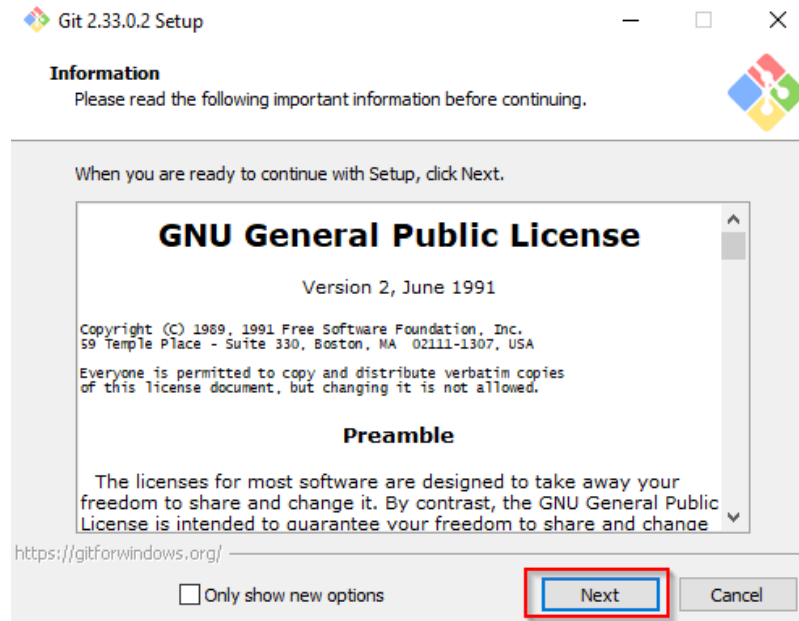 Git 2.33.0.2 Setup
Information
Please read the following important information before continuing.
When you are ready to continue with Setup, click Next.
GNU General Public License
Version 2, June 1991
Copyright (C) 1989, 1991 Free Software Foundation, Inc.
59 Temple Place - Suite 330, Boston, MA  02111-1307, USA
Everyone is permitted to copy and distribute verbatim copies
of this license document, but changing it is not allowed.
Preamble
The licenses for most software are designed to take away your
freedom to share and change it. By contrast, the GNU General Public
License is intended to guarantee your freedom to share and change
https://gitforwindows.org/
Only show new options
Next
Cancel